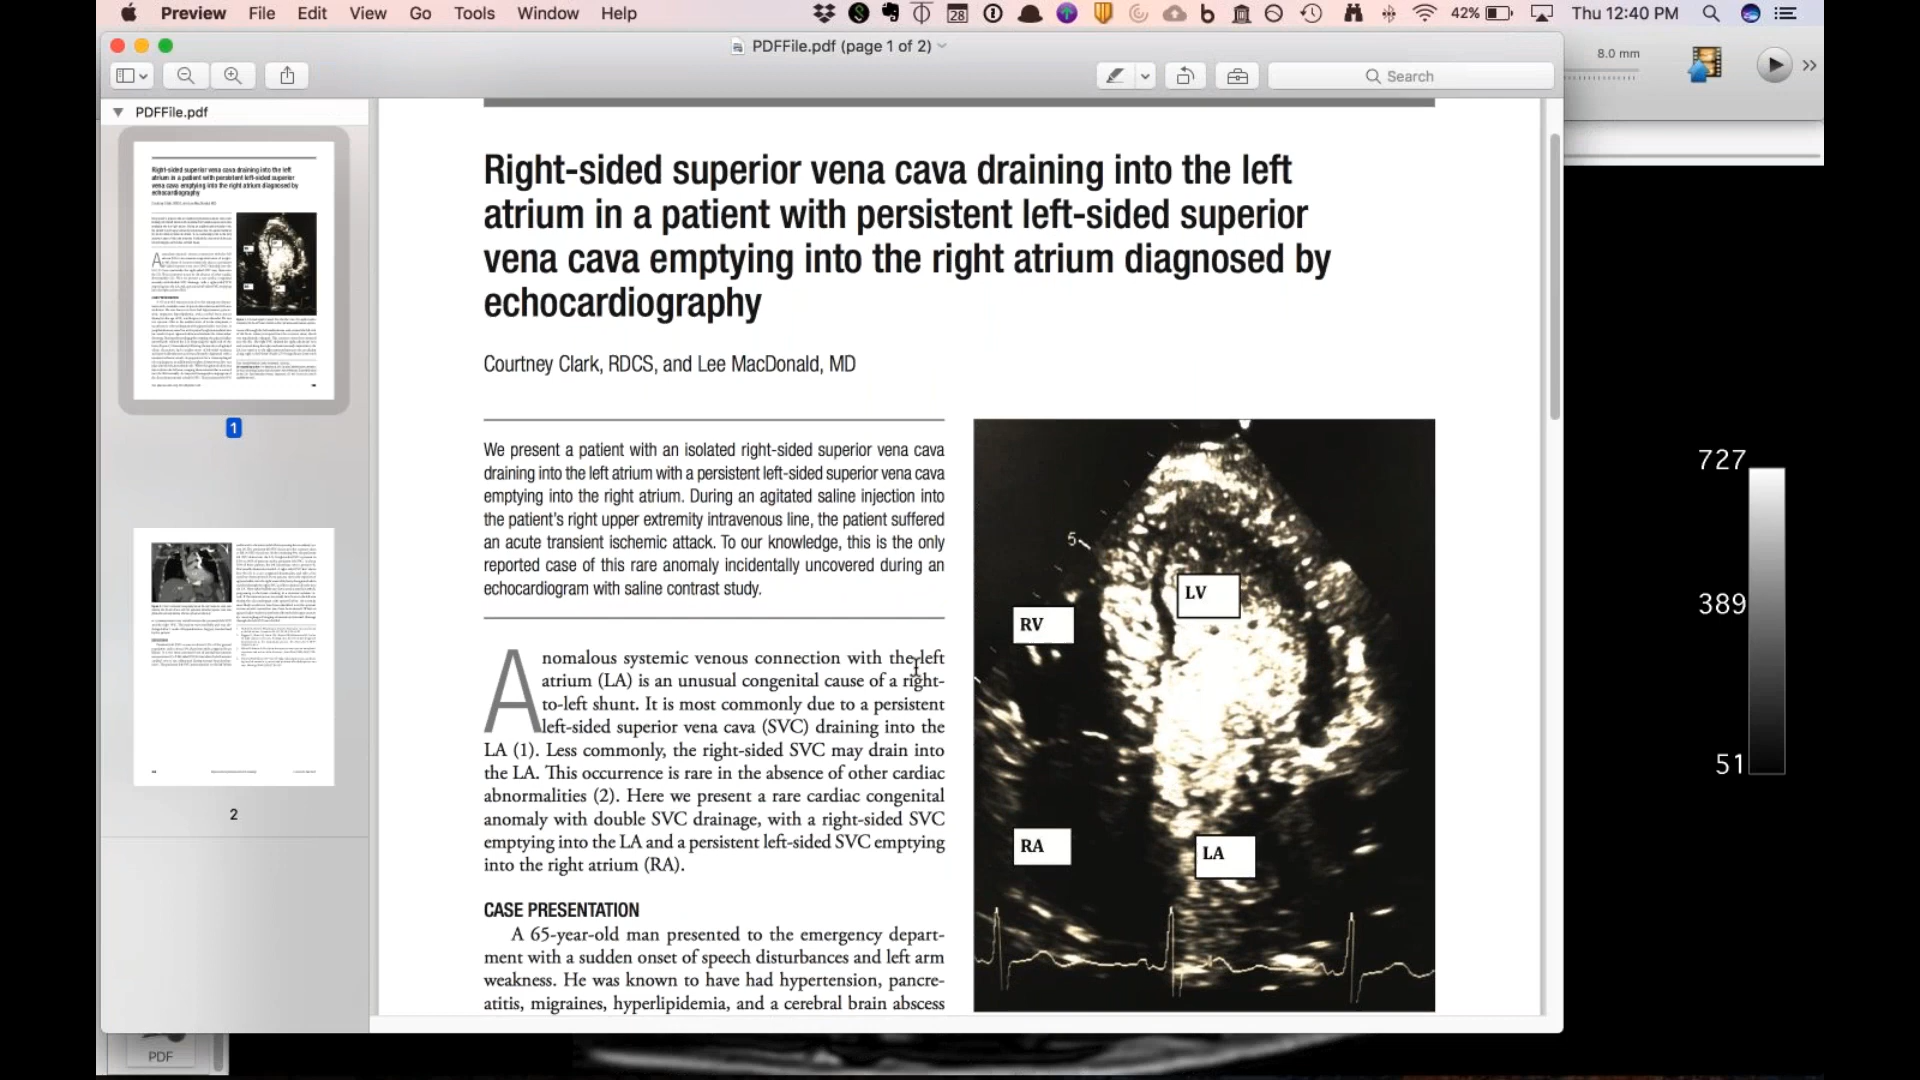 Preview File Edit View Go Tools Window Help
28 42% Thu 12:40 PM
PDFFile.pdf (page 1 of 2)
8.0 mm
Search
PDFFile.pdf
Right-sided superior vena cava draining into the left
atrium in a patient with persistent left-sided superior
vena cava emptying into the right atrium diagnosed by
echocardiography
Courtney Clark, RDCS, and Lee MacDonald, MD
1
2
We present a patient with an isolated right-sided superior vena cava
draining into the left atrium with a persistent left-sided superior vena cava
emptying into the right atrium. During an agitated saline injection into
the patient's right upper extremity intravenous line, the patient suffered
an acute transient ischemic attack. To our knowledge, this is the only
reported case of this rare anomaly incidentally uncovered during an
echocardiogram with saline contrast study.
Anomalous systemic venous connection with the left
atrium (LA) is an unusual congenital cause of a right-
to-left shunt. It is most commonly due to a persistent
left-sided superior vena cava (SVC) draining into the
LA (1). Less commonly, the right-sided SVC may drain into
the LA. This occurrence is rare in the absence of other cardiac
abnormalities (2). Here we present a rare cardiac congenital
anomaly with double SVC drainage, with a right-sided SVC
emptying into the LA and a persistent left-sided SVC emptying
into the right atrium (RA).
CASE PRESENTATION
A 65-year-old man presented to the emergency depart-
ment with a sudden onset of speech disturbances and left arm
weakness. He was known to have had hypertension, pancre-
atitis, migraines, hyperlipidemia, and a cerebral brain abscess
5
LV
RV
RA
LA
727
389
51
PDF